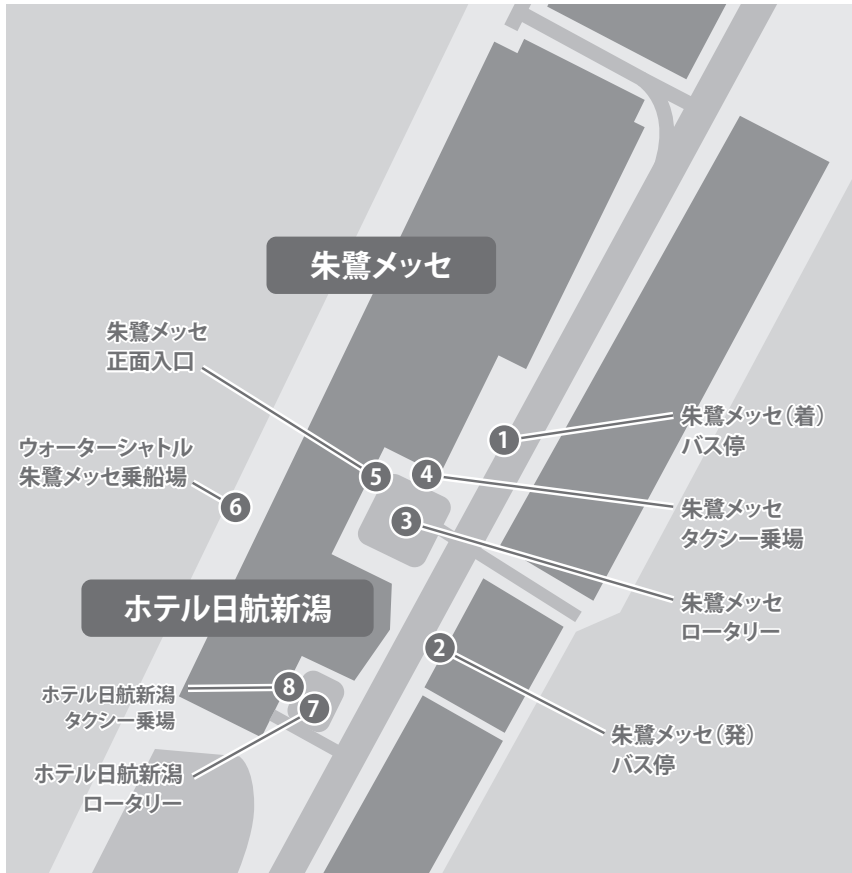 朱鷺メッセ
朱鷺メッセ
正面入口
ウォーターシャトル
朱鷺メッセ乗船場
朱鷺メッセ（着）
バス停
1
5
4
6
3
朱鷺メッセ
タクシー乗場
ホテル日航新潟
朱鷺メッセ
ロータリー
2
8
7
ホテル日航新潟
タクシー乗場
朱鷺メッセ（発）
バス停
ホテル日航新潟
ロータリー